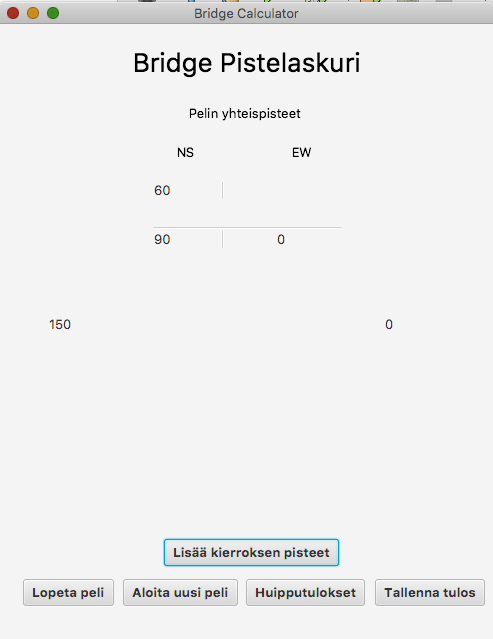 Bridge Calculator
Bridge Pistelaskuri
Pelin yhteispisteet
NS EW
60
90 0
150 0
Lisää kierroksen pisteet
Lopeta peli Aloita uusi peli Huipputulokset Tallenna tulos